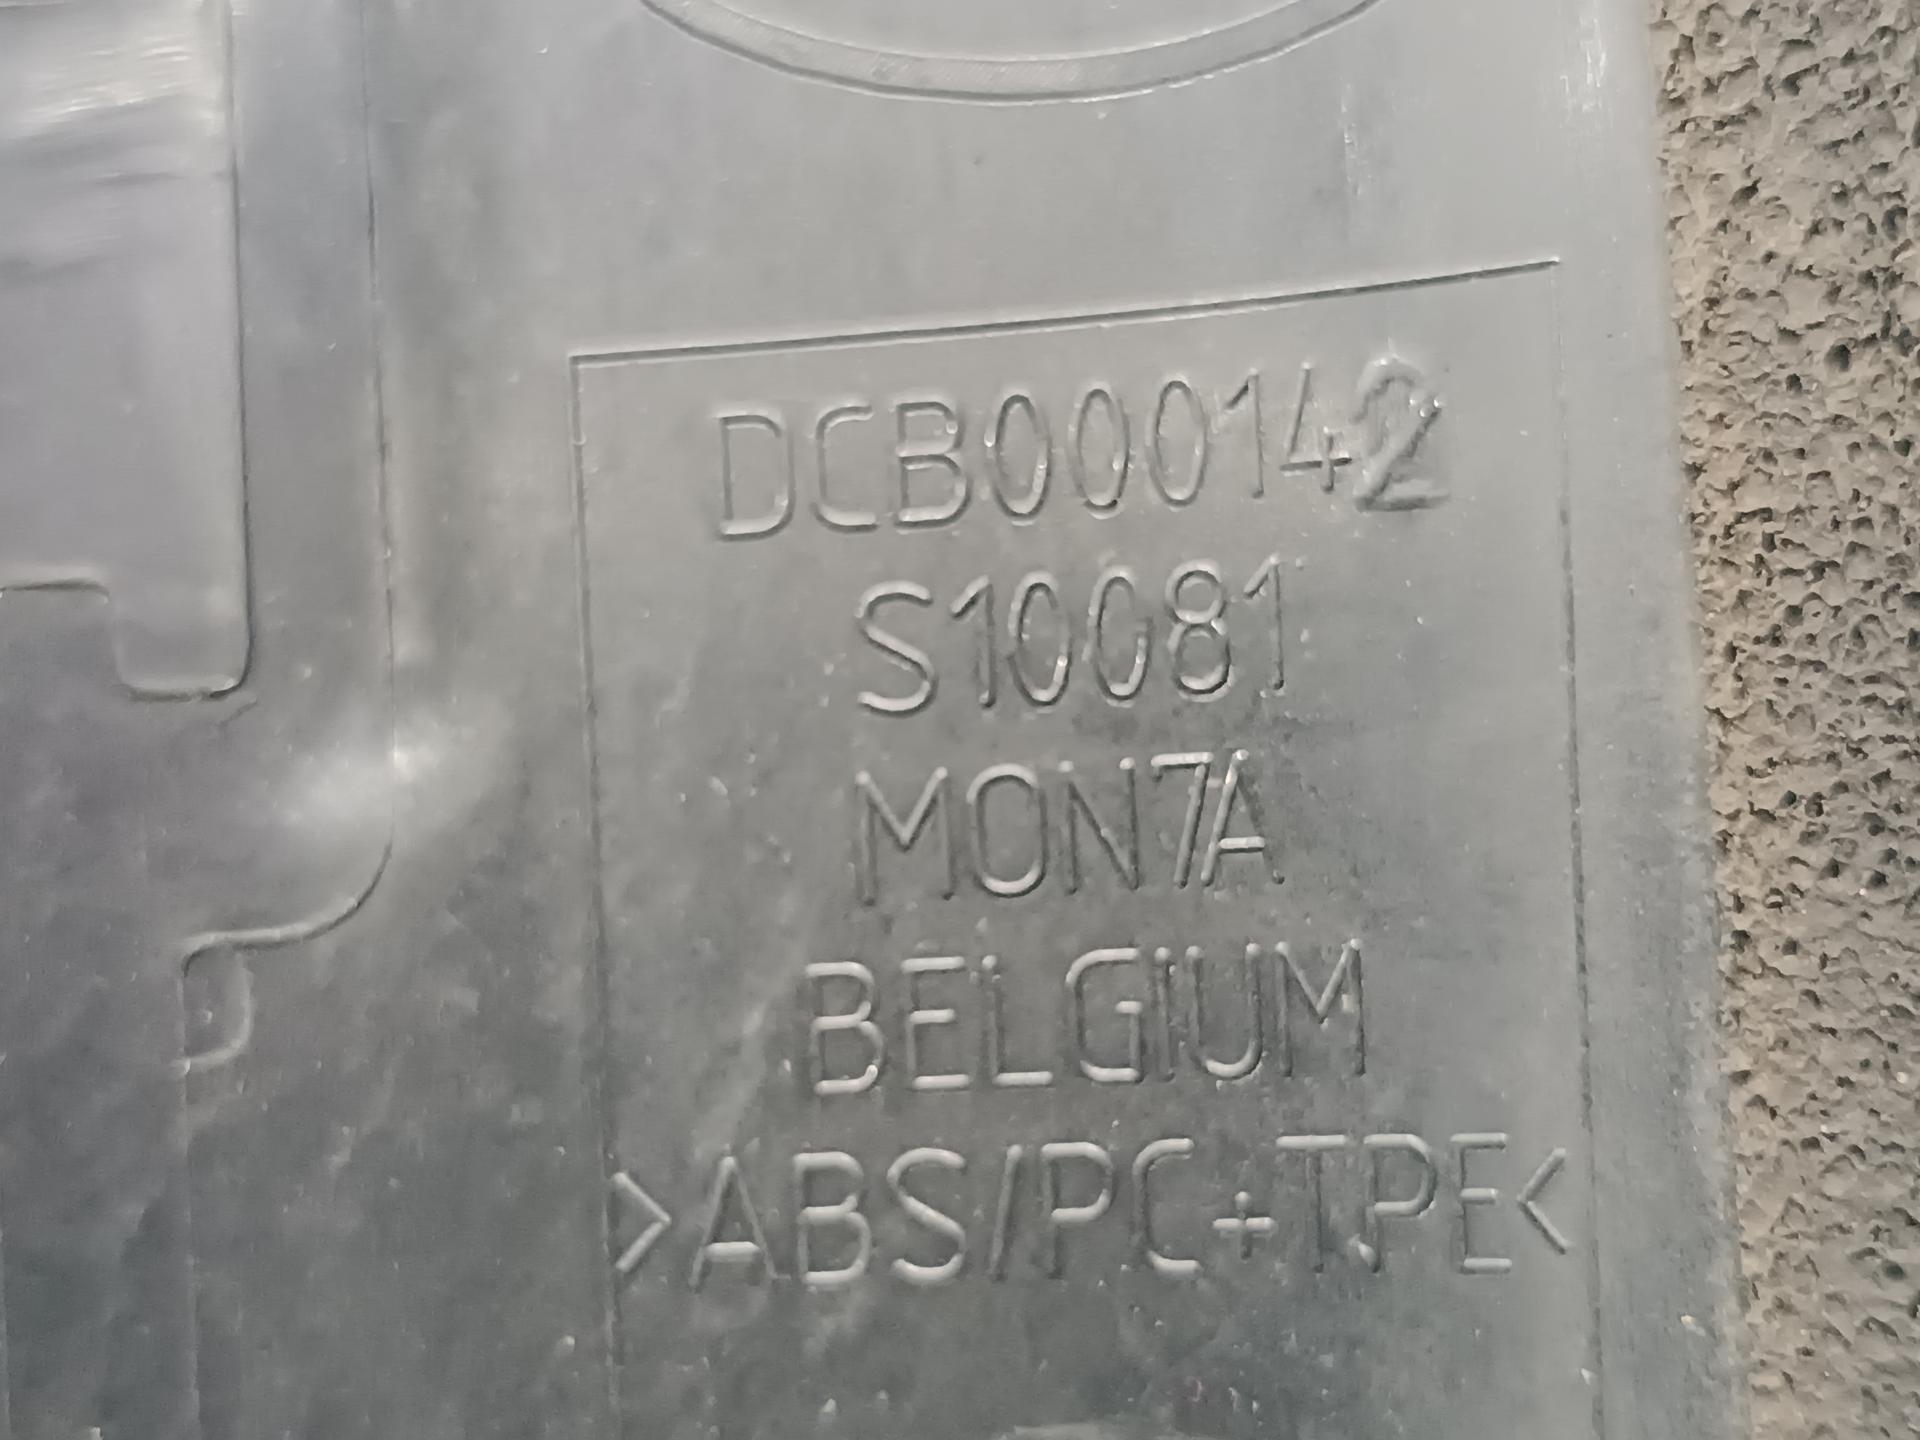 DCB000142
S10081
MON7A
BELGIUM
>ABS/PC+TPE<